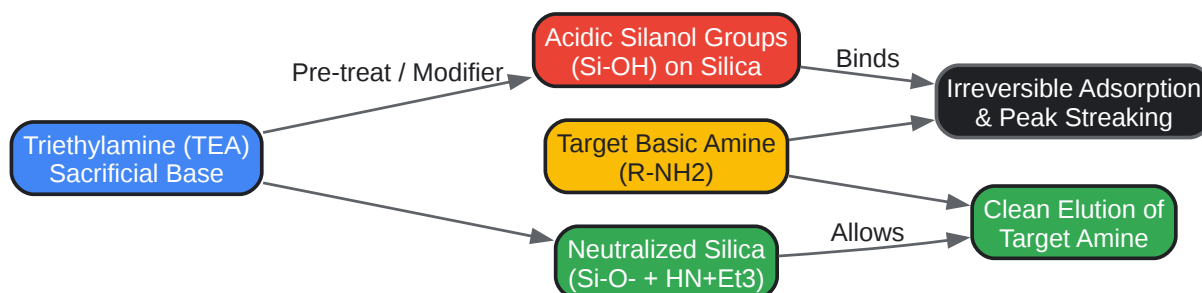 Acidic Silanol Groups
(Si-OH) on Silica
Binds
Pre-treat / Modifier
Irreversible Adsorption
& Peak Streaking
Triethylamine (TEA)
Sacrificial Base
Target Basic Amine
(R-NH2)
Clean Elution of
Target Amine
Allows
Neutralized Silica
(Si-O- + HN+Et3)